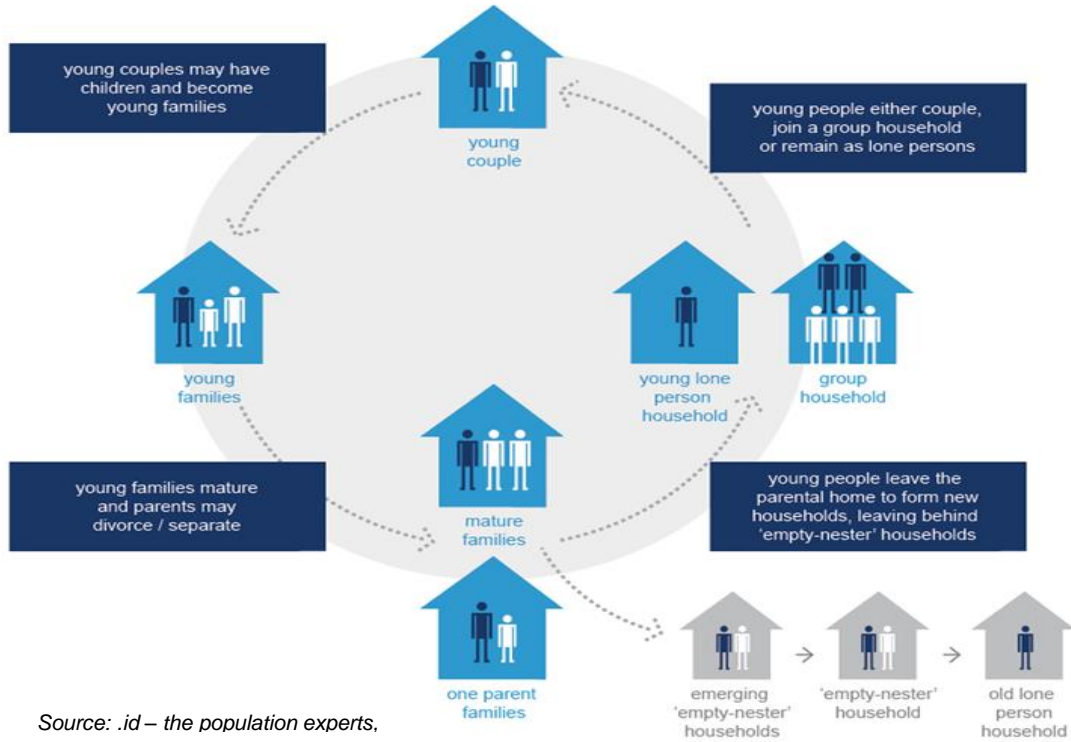 young couples may have
children and become
young families
young
couple
young people either couple,
join a group household
or remain as lone persons
young
families
young lone
person
household
group
household
young families mature
and parents may
divorce / separate
mature
families
young people leave the
parental home to form new
households, leaving behind
‘empty-nester’ households
one parent
families
emerging
‘empty-nester’
households
‘empty-nester’
household
old lone
person
household
Source: .id – the population experts,